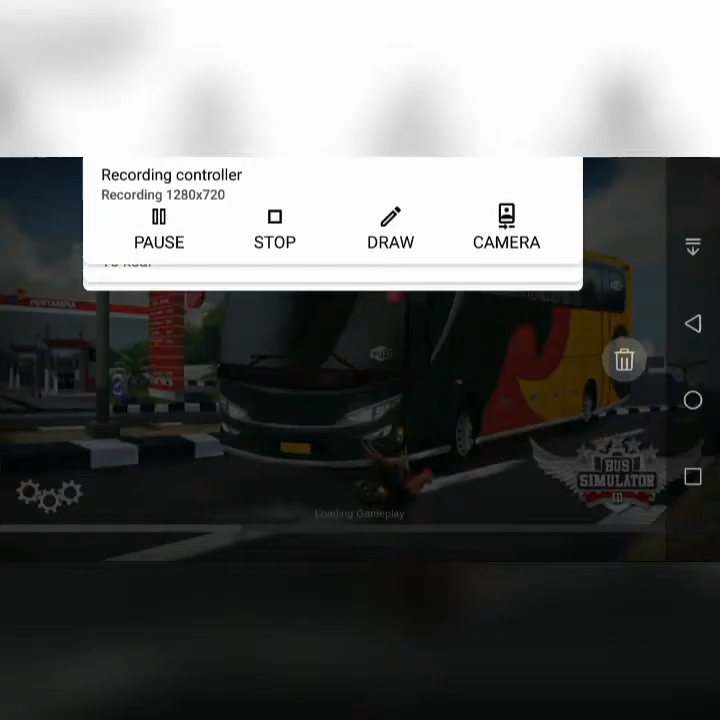 Recording controller
Recording 1280x720
PAUSE STOP DRAW CAMERA
PERTAMINA
BUS
SIMULATOR
ID
Loading Gameplay